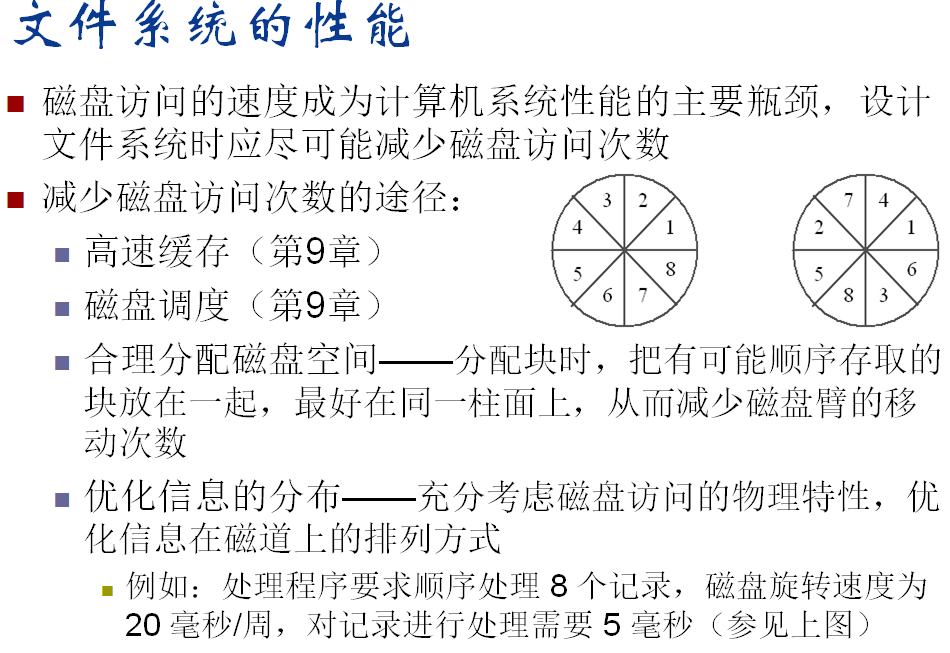 文件系统的性能
磁盘访问的速度成为计算机系统性能的主要瓶颈，设计
文件系统时应尽可能减少磁盘访问次数
减少磁盘访问次数的途径：
高速缓存（第9章）
磁盘调度（第9章）
3 2
4 1
5 8
6 7
7 4
2 1
5 6
8 3
合理分配磁盘空间——分配块时，把有可能顺序存取的
块放在一起，最好在同一柱面上，从而减少磁盘臂的移
动次数
优化信息的分布——充分考虑磁盘访问的物理特性，优
化信息在磁道上的排列方式
例如：处理程序要求顺序处理 8 个记录，磁盘旋转速度为
20 毫秒/周，对记录进行处理需要 5 毫秒（参见上图）